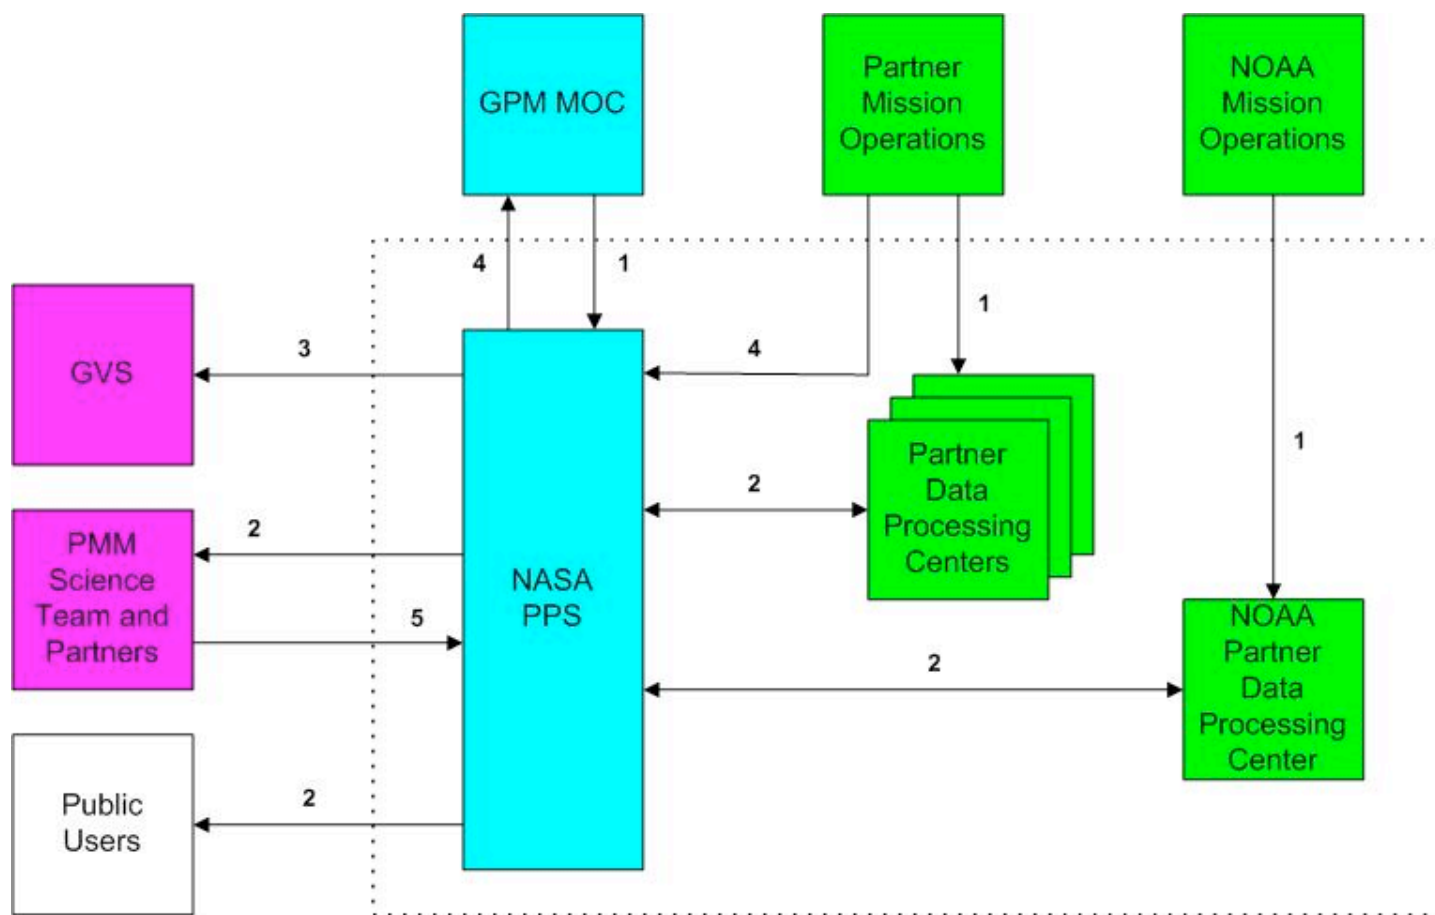 GPM MOC
Partner
Mission
Operations
NOAA
Mission
Operations
4
1
1
GVS
3
4
1
Partner
Data
Processing
Centers
2
PMM
Science
Team and
Partners
2
5
NASA
PPS
2
NOAA
Partner
Data
Processing
Center
Public
Users
2